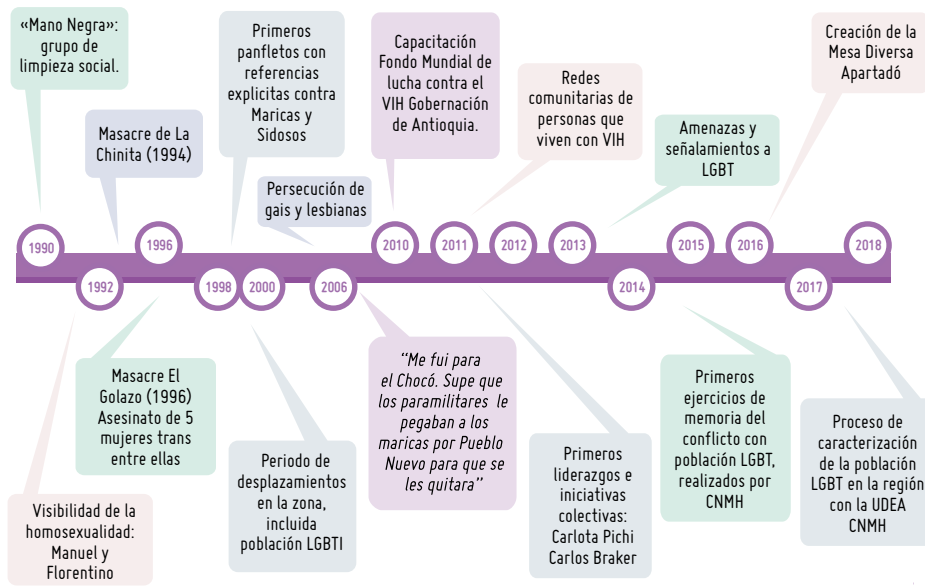 «Mano Negra»:
grupo de
limpieza social.
Masacre de La
Chinita (1994)
Primeros
panfletos con
referencias
explicitas contra
Maricas y
Sidosos
Persecución de
gais y lesbianas
Capacitación
Fondo Mundial de
lucha contra el
VIH Gobernación
de Antioquia.
Redes
comunitarias de
personas que
viven con VIH
Amenazas y
señalamientos a
LGBT
Creación de la
Mesa Diversa
Apartadó
1990
1992
1996
1998
2000
2006
2010
2011
2012
2013
2014
2015
2016
2017
2018
Visibilidad de la
homosexualidad:
Manuel y
Florentino
Masacre El
Golazo (1996)
Asesinato de 5
mujeres trans
entre ellas
Periodo de
desplazamientos
en la zona,
incluida
población LGBTI
“Me fui para
el Chocó. Supe que
los paramilitares le
pegaban a los
maricas por Pueblo
Nuevo para que se
les quitara”
Primeros
liderazgos e
iniciativas
colectivas:
Carlota Pichi
Carlos Braker
Primeros
ejercicios de
memoria del
conflicto con
población LGBT,
realizados por
CNMH
Proceso de
caracterización
de la población
LGBT en la región
con la UDEA
CNMH